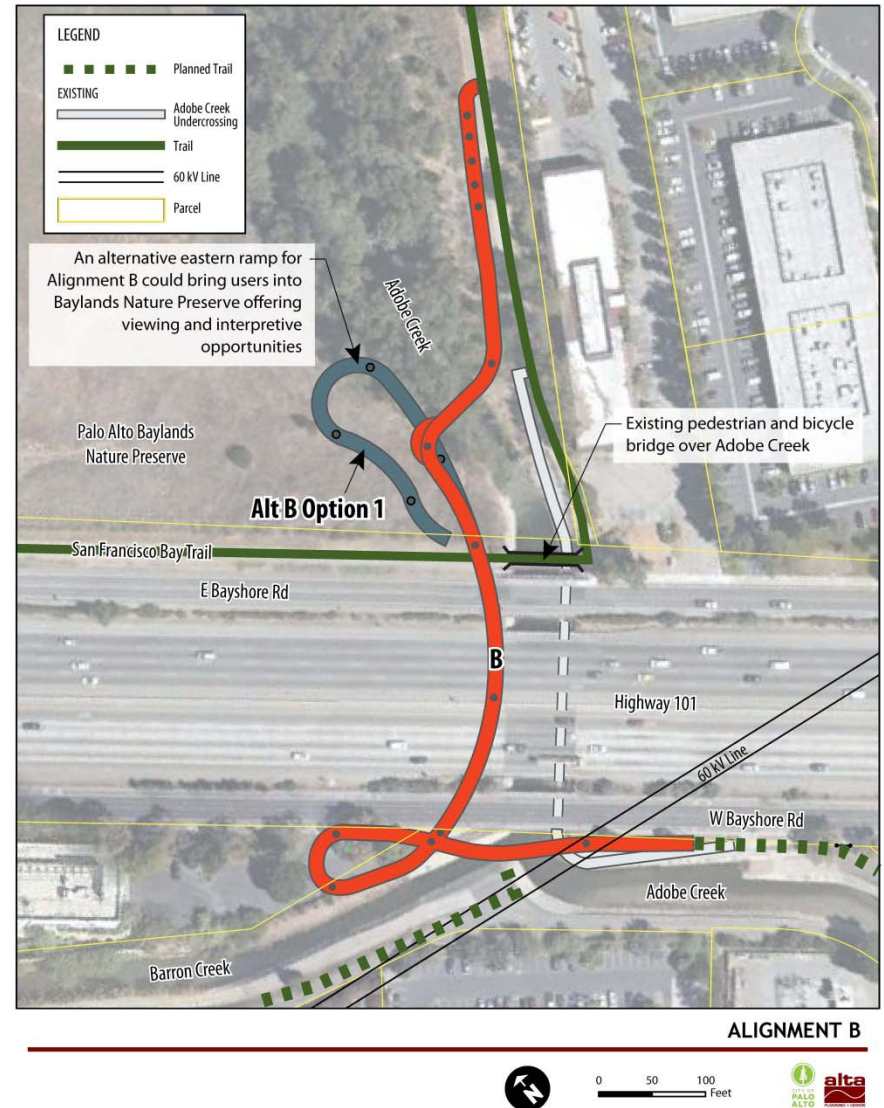 LEGEND
Planned Trail
EXISTING
Adobe Creek
Undercrossing
Trail
60 kV Line
Parcel
An alternative eastern ramp for
Alignment B could bring users into
Baylands Nature Preserve offering
viewing and interpretive
opportunities
Adobe Creek
Palo Alto Baylands
Nature Preserve
Alt B Option 1
Existing pedestrian and bicycle
bridge over Adobe Creek
San Francisco Bay Trail
E Bayshore Rd
B
Highway 101
60 kV Line
W Bayshore Rd
Adobe Creek
Barron Creek
ALIGNMENT B
N
0 50 100
Feet
CITY OF
PALO
ALTO
alta
PLANNING + DESIGN